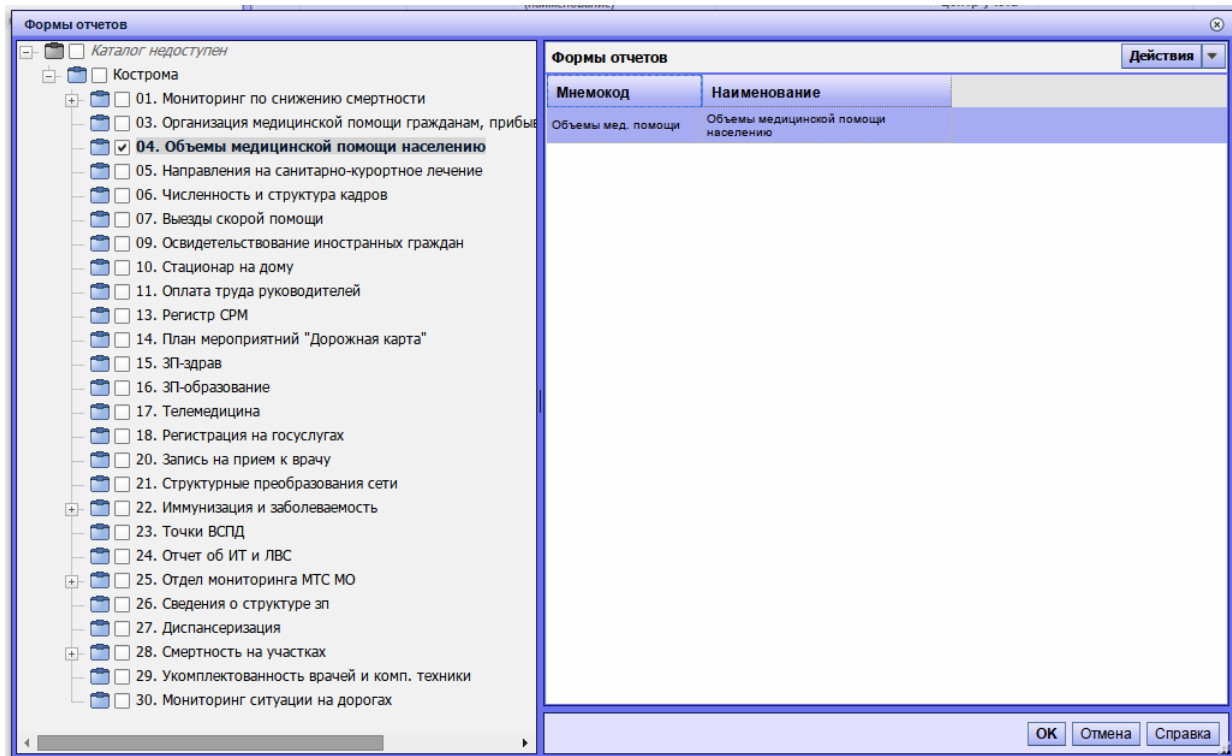 (наименование)
Формы отчетов
Каталог недоступен
Кострома
01. Мониторинг по снижению смертности
03. Организация медицинской помощи гражданам, прибыв
04. Объемы медицинской помощи населению
05. Направления на санитарно-курортное лечение
06. Численность и структура кадров
07. Выезды скорой помощи
09. Освидетельствование иностранных граждан
10. Стационар на дому
11. Оплата труда руководителей
13. Регистр СРМ
14. План мероприятний "Дорожная карта"
15. ЗП-здрав
16. ЗП-образование
17. Телемедицина
18. Регистрация на госуслугах
20. Запись на прием к врачу
21. Структурные преобразования сети
22. Иммунизация и заболеваемость
23. Точки ВСПД
24. Отчет об ИТ и ЛВС
25. Отдел мониторинга МТС МО
26. Сведения о структуре зп
27. Диспансеризация
28. Смертность на участках
29. Укомплектованность врачей и комп. техники
30. Мониторинг ситуации на дорогах
Формы отчетов
Действия
Мнемокод Наименование
Объемы мед. помощи
Объемы медицинской помощи
населению
OK Отмена Справка